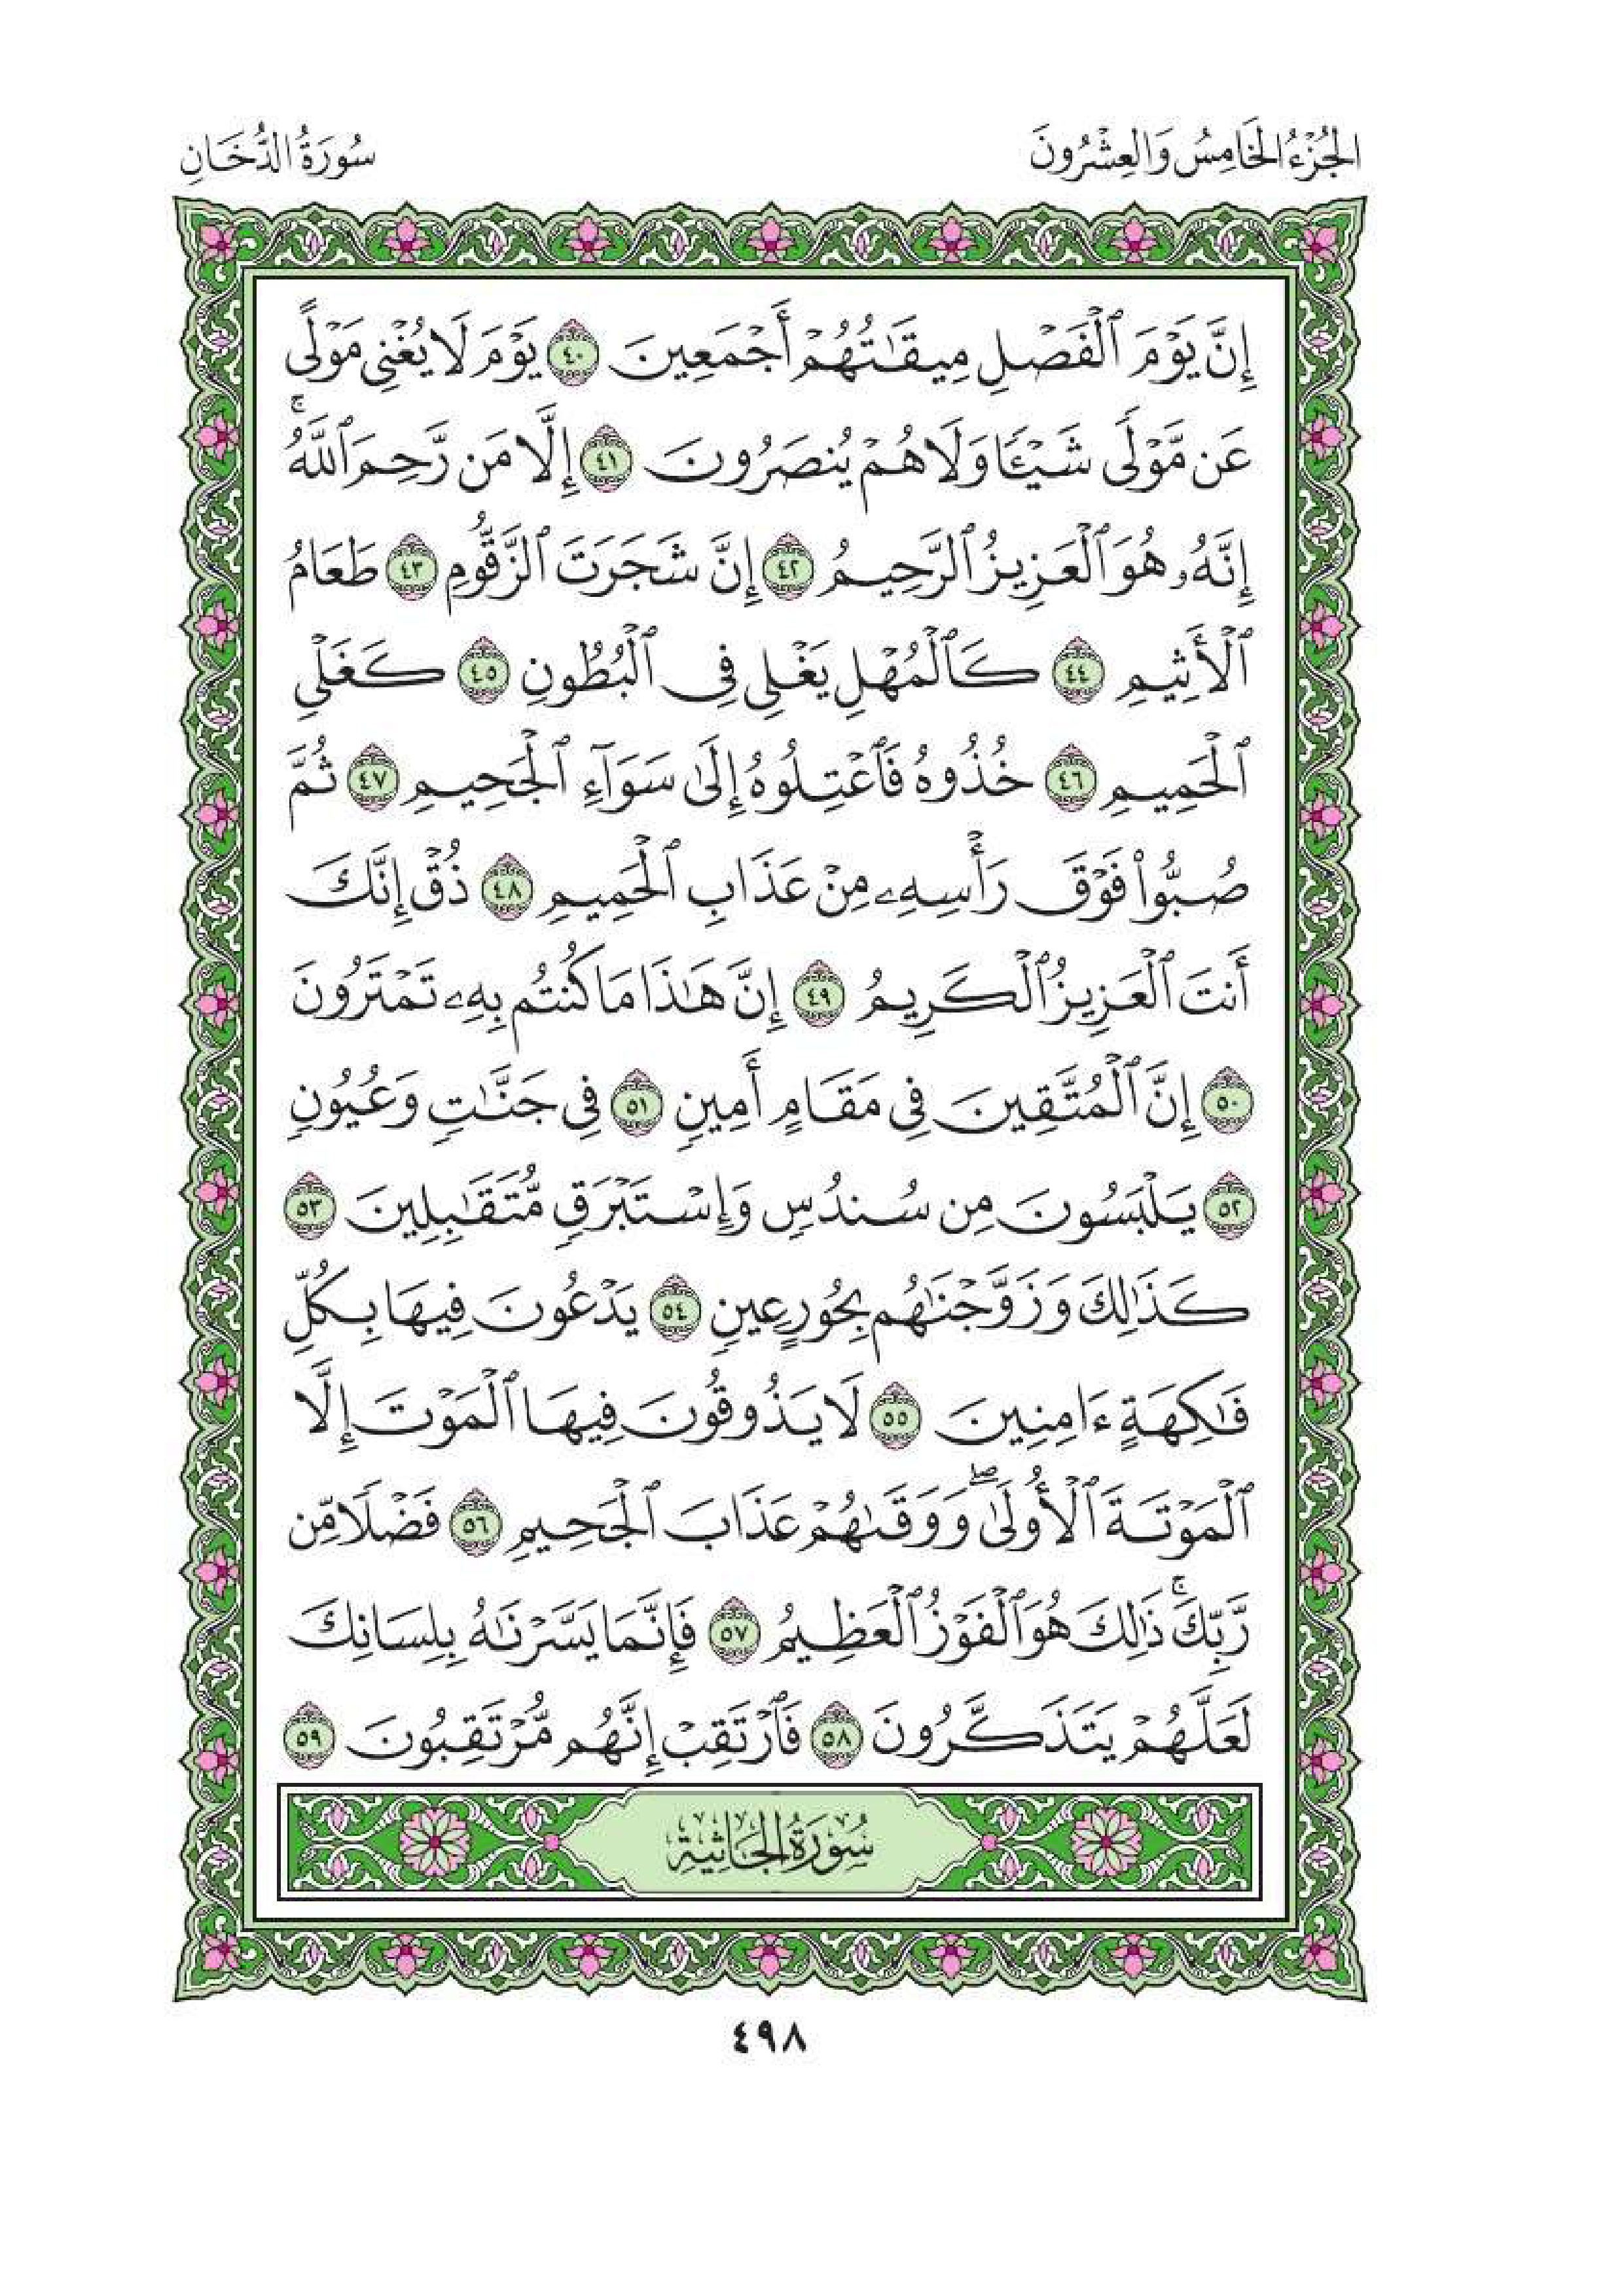 الجُزْءُ الخَامِسُ وَالعِشْرُونَ
سُورَةُ الدُّخَانِ
إِنَّ يَوْمَ ٱلْفَصْلِ مِيقَٰتُهُمْ أَجْمَعِينَ ٤٠ يَوْمَ لَا يُغْنِى مَوْلًى
عَن مَّوْلًى شَيْـًٔا وَلَا هُمْ يُنصَرُونَ ٤١ إِلَّا مَن رَّحِمَ ٱللَّهُ ۚ
إِنَّهُۥ هُوَ ٱلْعَزِيزُ ٱلرَّحِيمُ ٤٢ إِنَّ شَجَرَتَ ٱلزَّقُّومِ ٤٣ طَعَامُ
ٱلْأَثِيمِ ٤٤ كَٱلْمُهْلِ يَغْلِى فِى ٱلْبُطُونِ ٤٥ كَغَلْىِ
ٱلْحَمِيمِ ٤٦ خُذُوهُ فَٱعْتِلُوهُ إِلَىٰ سَوَآءِ ٱلْجَحِيمِ ٤٧ ثُمَّ
صُبُّوا۟ فَوْقَ رَأْسِهِۦ مِنْ عَذَابِ ٱلْحَمِيمِ ٤٨ ذُقْ إِنَّكَ
أَنتَ ٱلْعَزِيزُ ٱلْكَرِيمُ ٤٩ إِنَّ هَٰذَا مَا كُنتُم بِهِۦ تَمْتَرُونَ
٥٠ إِنَّ ٱلْمُتَّقِينَ فِى مَقَامٍ أَمِينٍ ٥١ فِى جَنَّٰتٍ وَعُيُونٍ
٥٢ يَلْبَسُونَ مِن سُندُسٍ وَإِسْتَبْرَقٍ مُّتَقَٰبِلِينَ ٥٣
كَذَٰلِكَ وَزَوَّجْنَٰهُم بِحُورٍ عِينٍ ٥٤ يَدْعُونَ فِيهَا بِكُلِّ
فَٰكِهَةٍ ءَامِنِينَ ٥٥ لَا يَذُوقُونَ فِيهَا ٱلْمَوْتَ إِلَّا
ٱلْمَوْتَةَ ٱلْأُولَىٰ ۖ وَوَقَىٰهُمْ عَذَابَ ٱلْجَحِيمِ ٥٦ فَضْلًا مِّن
رَّبِّكَ ۚ ذَٰلِكَ هُوَ ٱلْفَوْزُ ٱلْعَظِيمُ ٥٧ فَإِنَّمَا يَسَّرْنَٰهُ بِلِسَانِكَ
لَعَلَّهُمْ يَتَذَكَّرُونَ ٥٨ فَٱرْتَقِبْ إِنَّهُم مُّرْتَقِبُونَ ٥٩
سُورَةُ الجَاثِيَةِ
٤٩٨